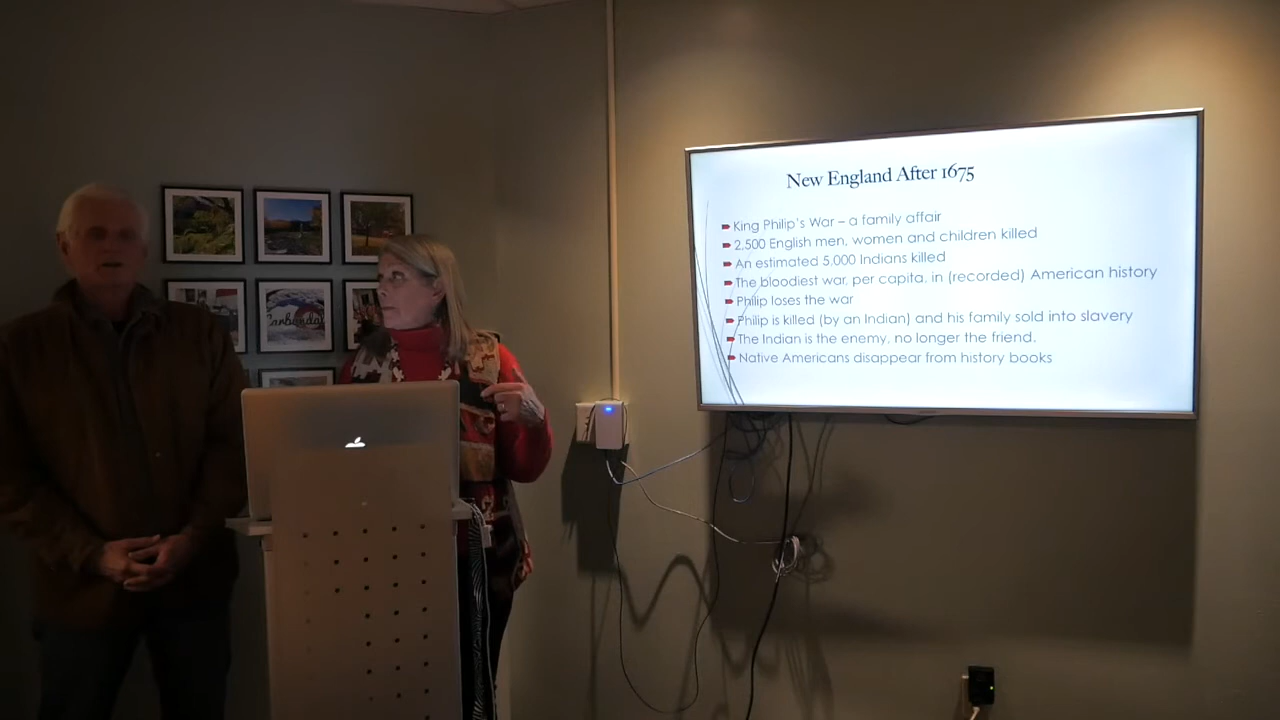 New England After 1675
King Philip's War – a family affair
2,500 English men, women and children killed
An estimated 5,000 Indians killed
The bloodiest war, per capita, in (recorded) American history
Philip loses the war
Philip is killed (by an Indian) and his family sold into slavery
The Indian is the enemy, no longer the friend.
Native Americans disappear from history books